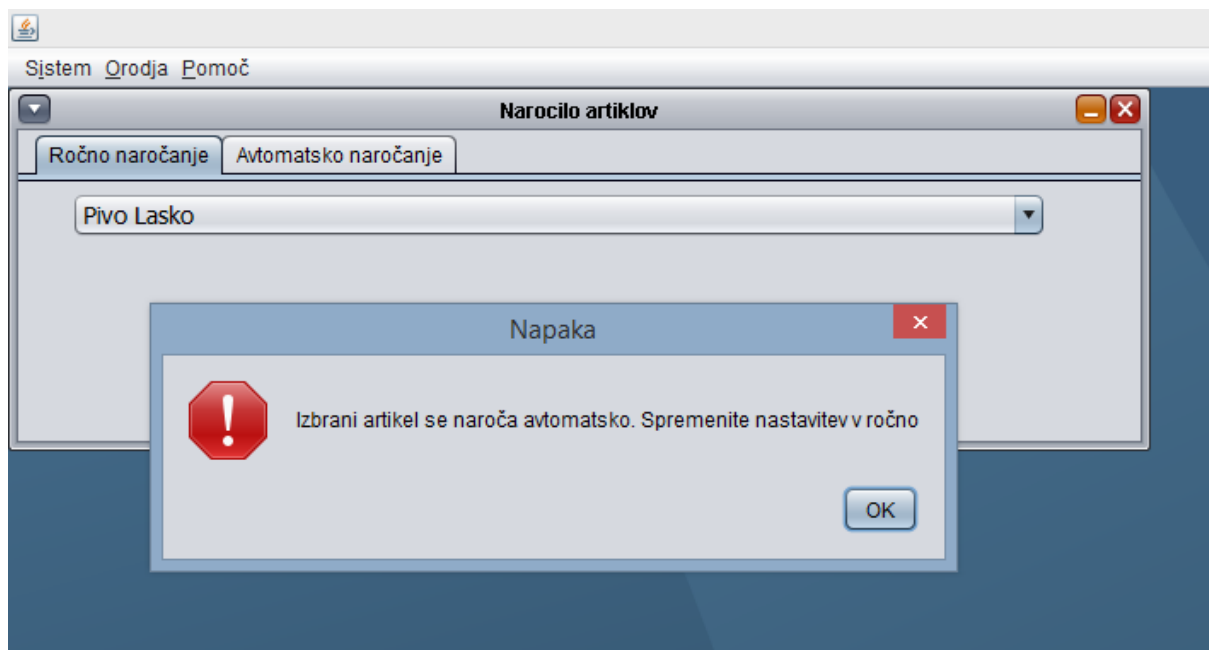 Sistem Orodja Pomoč
Narocilo artiklov
Ročno naročanje Avtomatsko naročanje
Pivo Lasko
Napaka
Izbrani artikel se naroča avtomatsko. Spremenite nastavitev v ročno
OK